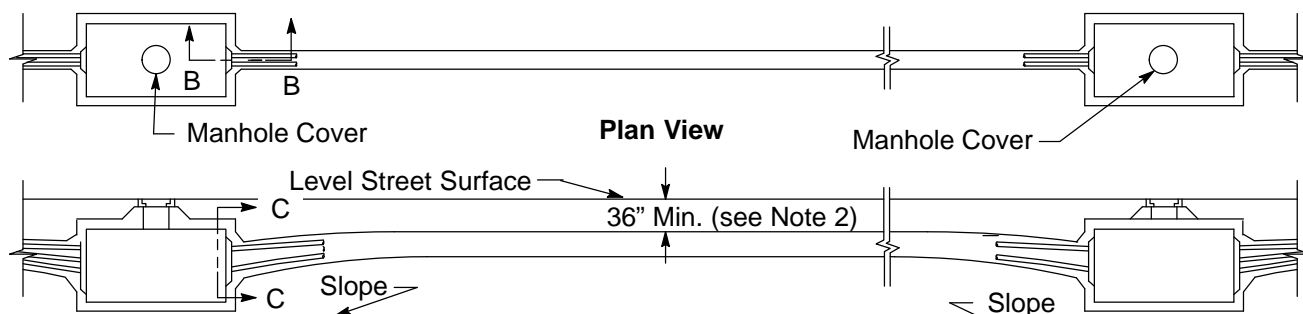 B
B
Manhole Cover
Plan View
Manhole Cover
Level Street Surface
C
36” Min. (see Note 2)
C
Slope
Slope